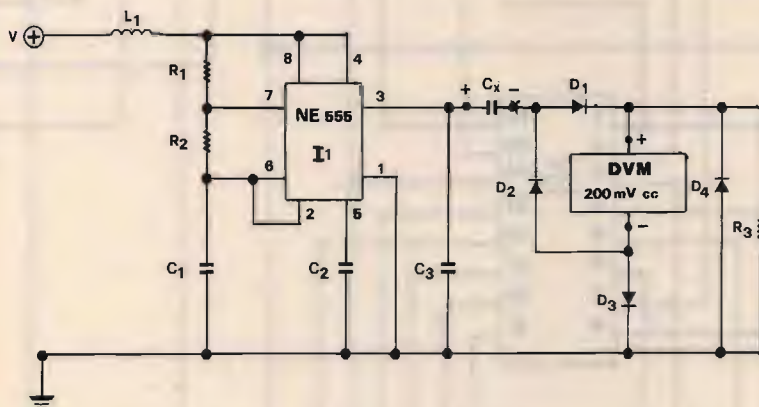 L1
V
8
4
R1
7
3
+
Cx
-
D1
NE 555
I1
+
R2
6
1
D2
DVM
200 mV cc
D4
2
5
-
R3
C1
C2
C3
D3